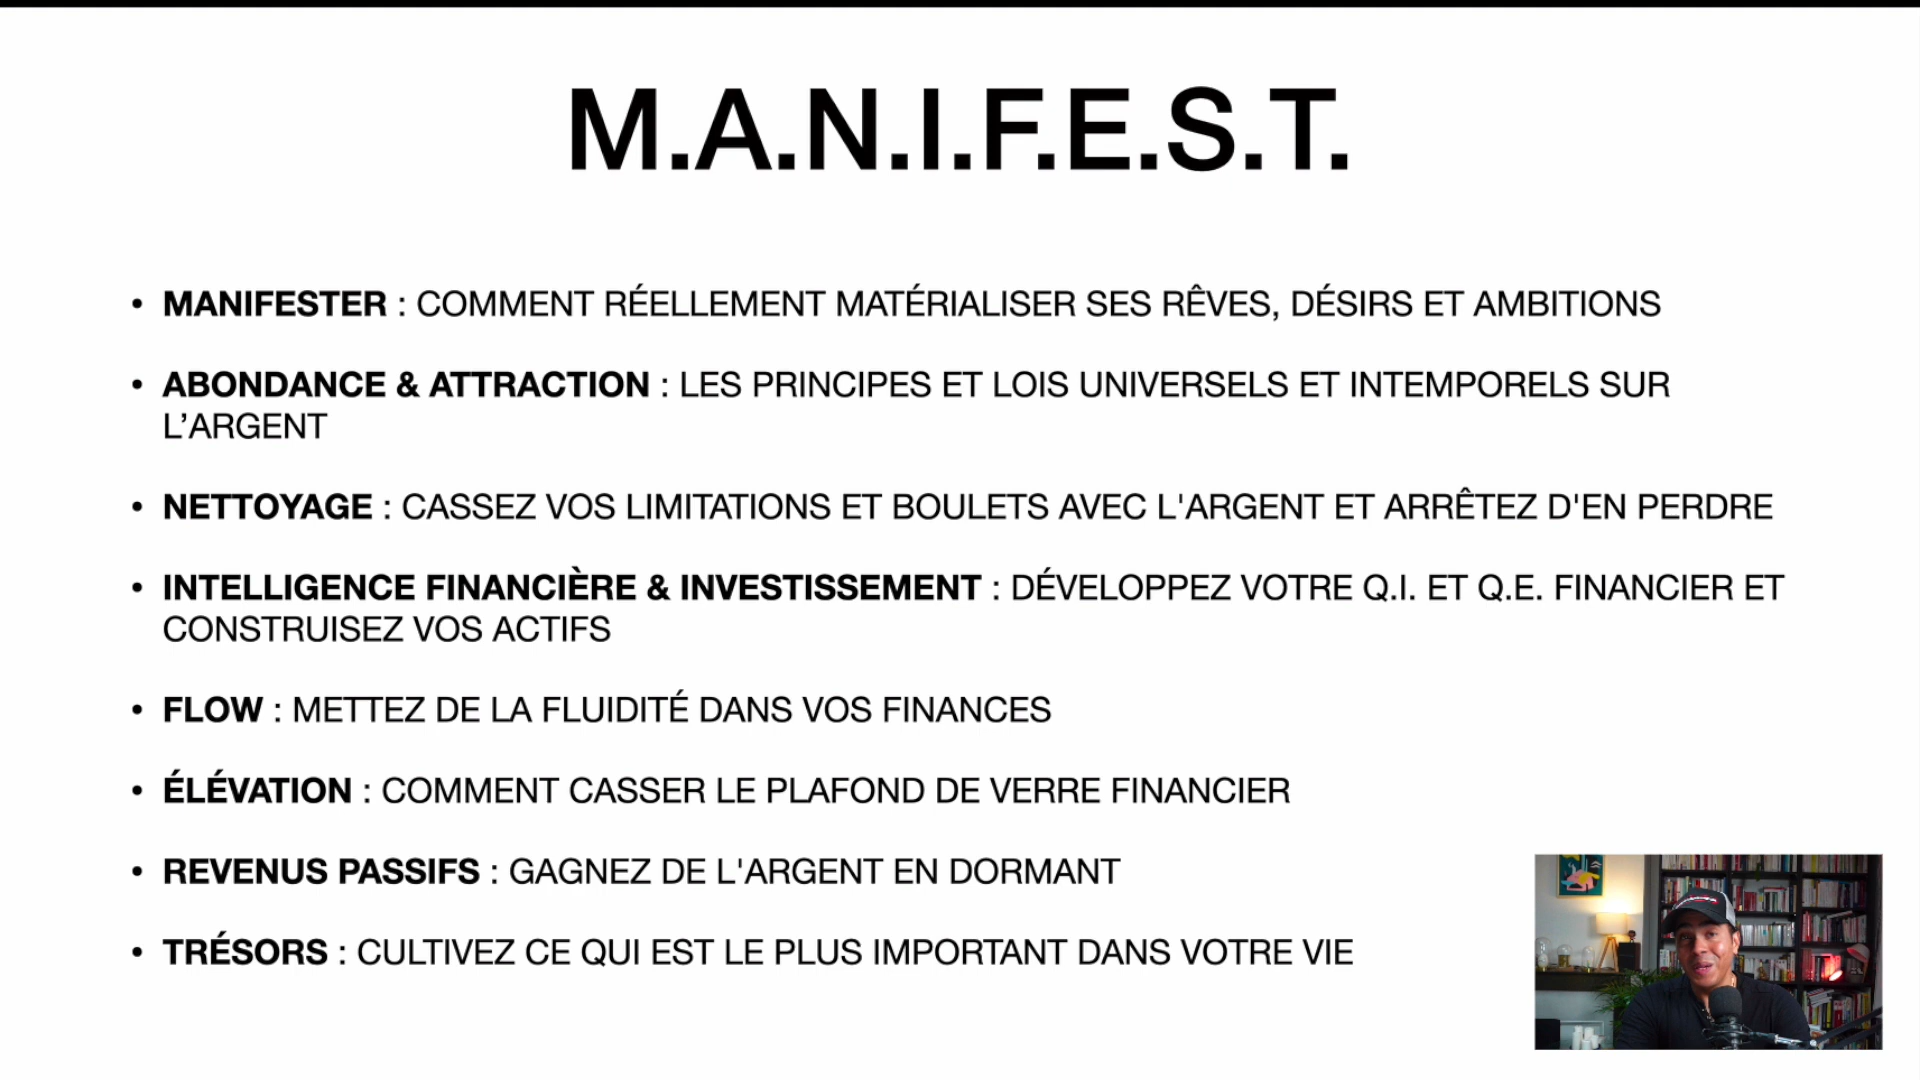 M.A.N.I.F.E.S.T.
• MANIFESTER : COMMENT RÉELLEMENT MATÉRIALISER SES RÊVES, DÉSIRS ET AMBITIONS
• ABONDANCE & ATTRACTION : LES PRINCIPES ET LOIS UNIVERSELS ET INTEMPORELS SUR
L’ARGENT
• NETTOYAGE : CASSEZ VOS LIMITATIONS ET BOULETS AVEC L'ARGENT ET ARRÊTEZ D'EN PERDRE
• INTELLIGENCE FINANCIÈRE & INVESTISSEMENT : DÉVELOPPEZ VOTRE Q.I. ET Q.E. FINANCIER ET
CONSTRUISEZ VOS ACTIFS
• FLOW : METTEZ DE LA FLUIDITÉ DANS VOS FINANCES
• ÉLÉVATION : COMMENT CASSER LE PLAFOND DE VERRE FINANCIER
• REVENUS PASSIFS : GAGNEZ DE L'ARGENT EN DORMANT
• TRÉSORS : CULTIVEZ CE QUI EST LE PLUS IMPORTANT DANS VOTRE VIE